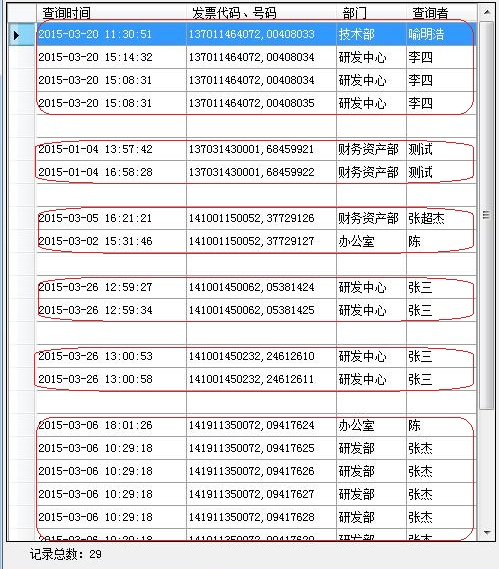 查询时间 发票代码、号码 部门 查询者
2015-03-20 11:30:51 137011464072,00408033 技术部 喻明浩
2015-03-20 15:14:32 137011464072,00408034 研发中心 李四
2015-03-20 15:08:31 137011464072,00408034 研发中心 李四
2015-03-20 15:08:31 137011464072,00408035 研发中心 李四
2015-01-04 13:57:42 137031430001,68459921 财务资产部 测试
2015-01-04 16:58:28 137031430001,68459922 财务资产部 测试
2015-03-05 16:21:21 141001150052,37729126 财务资产部 张超杰
2015-03-02 15:31:46 141001150052,37729127 办公室 陈
2015-03-26 12:59:27 141001450062,05381424 研发中心 张三
2015-03-26 12:59:34 141001450062,05381425 研发中心 张三
2015-03-26 13:00:53 141001450232,24612610 研发中心 张三
2015-03-26 13:00:58 141001450232,24612611 研发中心 张三
2015-03-06 18:01:26 141911350072,09417624 办公室 陈
2015-03-06 10:29:18 141911350072,09417625 研发部 张杰
2015-03-06 10:29:18 141911350072,09417626 研发部 张杰
2015-03-06 10:29:18 141911350072,09417627 研发部 张杰
2015-03-06 10:29:18 141911350072,09417628 研发部 张杰
2015-03-06 10:29:18 141911350072,09417629 研发部 张杰
记录总数：29